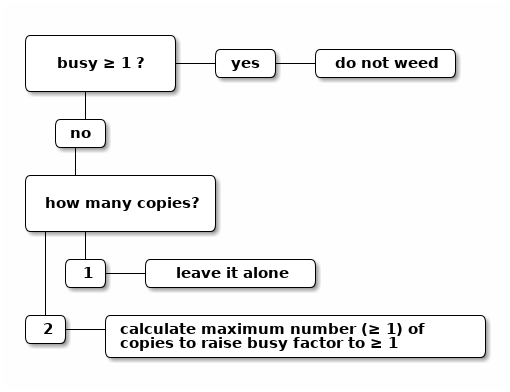 busy ≥ 1 ?
yes
do not weed
no
how many copies?
1
leave it alone
2
calculate maximum number (≥ 1) of
copies to raise busy factor to ≥ 1